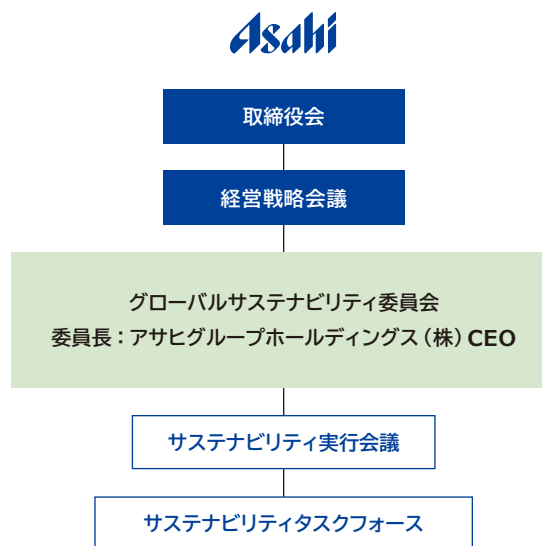 Asahi
取締役会
経営戦略会議
グローバルサステナビリティ委員会
委員長：アサヒグループホールディングス（株）CEO
サステナビリティ実行会議
サステナビリティタスクフォース